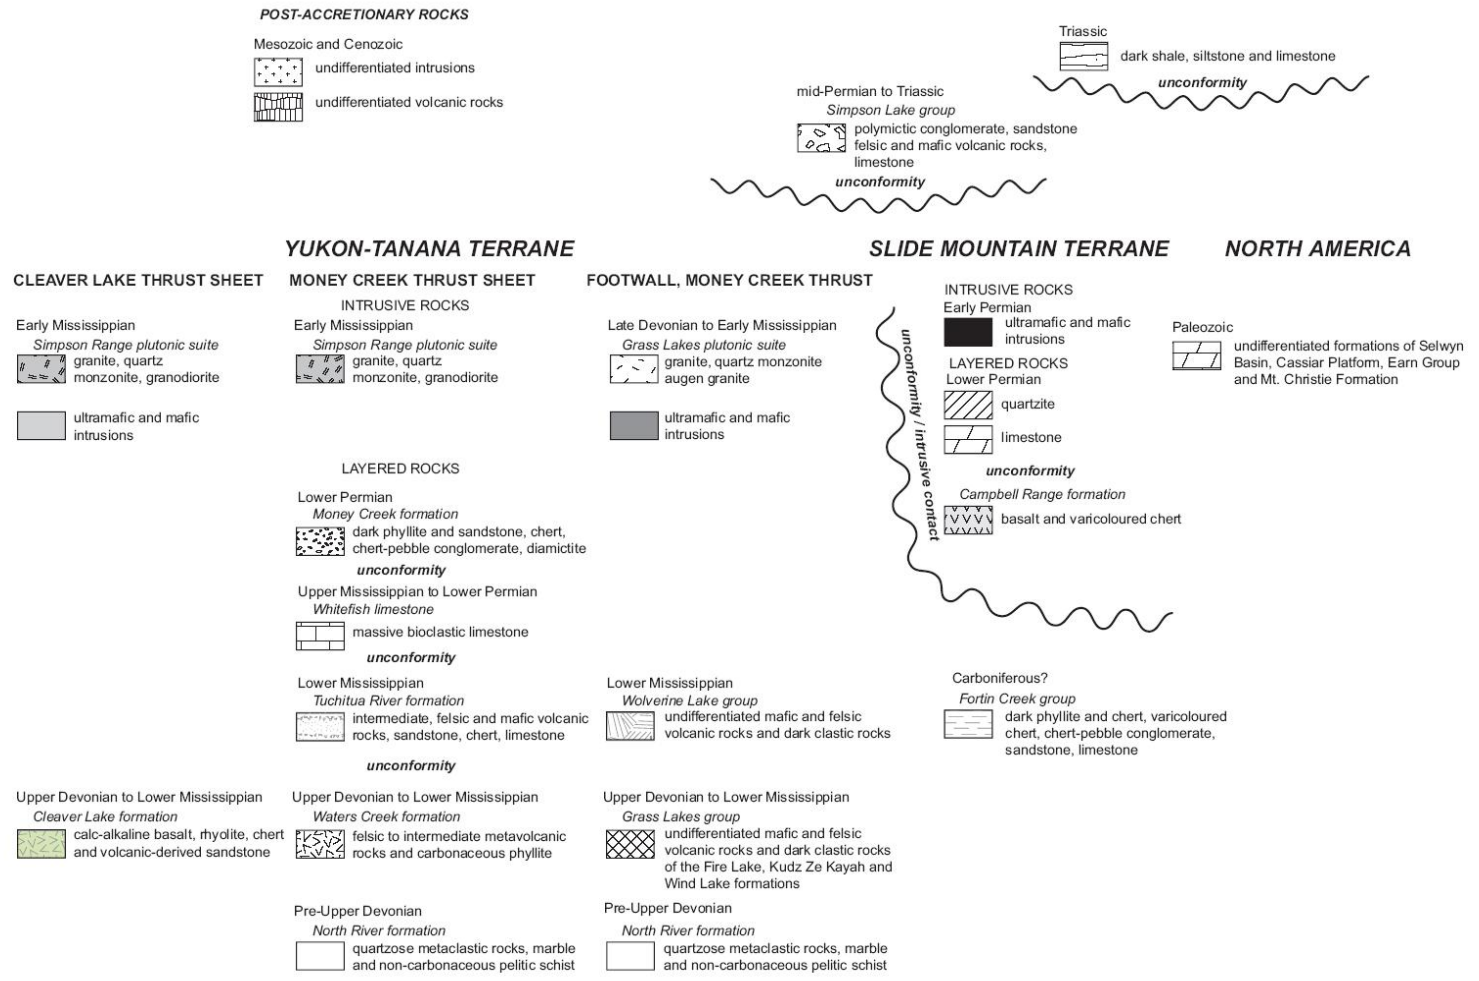 POST-ACCRETIONARY ROCKS
Mesozoic and Cenozoic
undifferentiated intrusions
undifferentiated volcanic rocks
Triassic
dark shale, siltstone and limestone
unconformity
mid-Permian to Triassic
Simpson Lake group
polymictic conglomerate, sandstone
felsic and mafic volcanic rocks,
limestone
unconformity
YUKON-TANANA TERRANE
SLIDE MOUNTAIN TERRANE
NORTH AMERICA
CLEAVER LAKE THRUST SHEET
Early Mississippian
Simpson Range plutonic suite
granite, quartz
monzonite, granodiorite
ultramafic and mafic
intrusions
Upper Devonian to Lower Mississippian
Cleaver Lake formation
calc-alkaline basalt, rhyolite, chert
and volcanic-derived sandstone
MONEY CREEK THRUST SHEET
INTRUSIVE ROCKS
Early Mississippian
Simpson Range plutonic suite
granite, quartz
monzonite, granodiorite
LAYERED ROCKS
Lower Permian
Money Creek formation
dark phyllite and sandstone, chert,
chert-pebble conglomerate, diamictite
unconformity
Upper Mississippian to Lower Permian
Whitefish limestone
massive bioclastic limestone
unconformity
Lower Mississippian
Tuchitua River formation
intermediate, felsic and mafic volcanic
rocks, sandstone, chert, limestone
unconformity
Upper Devonian to Lower Mississippian
Waters Creek formation
felsic to intermediate metavolcanic
rocks and carbonaceous phyllite
Pre-Upper Devonian
North River formation
quartzose metaclastic rocks, marble
and non-carbonaceous pelitic schist
FOOTWALL, MONEY CREEK THRUST
Late Devonian to Early Mississippian
Grass Lakes plutonic suite
granite, quartz monzonite
augen granite
ultramafic and mafic
intrusions
Lower Mississippian
Wolverine Lake group
undifferentiated mafic and felsic
volcanic rocks and dark clastic rocks
Upper Devonian to Lower Mississippian
Grass Lakes group
undifferentiated mafic and felsic
volcanic rocks and dark clastic rocks
of the Fire Lake, Kudz Ze Kayah and
Wind Lake formations
Pre-Upper Devonian
North River formation
quartzose metaclastic rocks, marble
and non-carbonaceous pelitic schist
unconformity / intrusive contact
INTRUSIVE ROCKS
Early Permian
ultramafic and mafic
intrusions
LAYERED ROCKS
Lower Permian
quartzite
limestone
unconformity
Campbell Range formation
basalt and varicoloured chert
Carboniferous?
Fortin Creek group
dark phyllite and chert, varicoloured
chert, chert-pebble conglomerate,
sandstone, limestone
Paleozoic
undifferentiated formations of Selwyn
Basin, Cassiar Platform, Earn Group
and Mt. Christie Formation